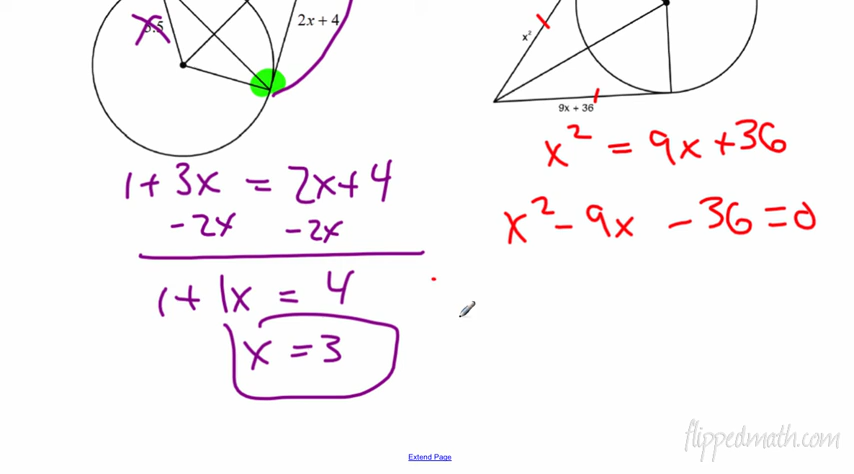 5.5
2x + 4
1 + 3x = 2x + 4
- 2x - 2x
1 + 1x = 4
x = 3
x²
9x + 36
x² = 9x + 36
x² - 9x - 36 = 0
flippedmath.com
Extend Page